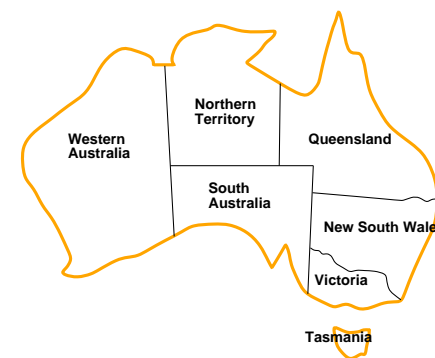 Northern
Territory
Western
Australia
Queensland
South
Australia
New South Wale
Victoria
Tasmania